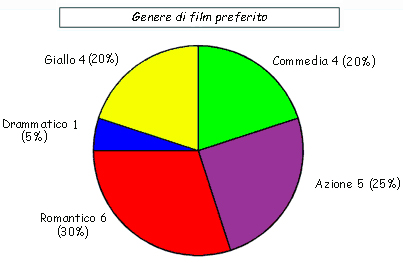 Genere di film preferito
Giallo 4 (20%)
Commedia 4 (20%)
Drammatico 1
(5%)
Azione 5 (25%)
Romantico 6
(30%)